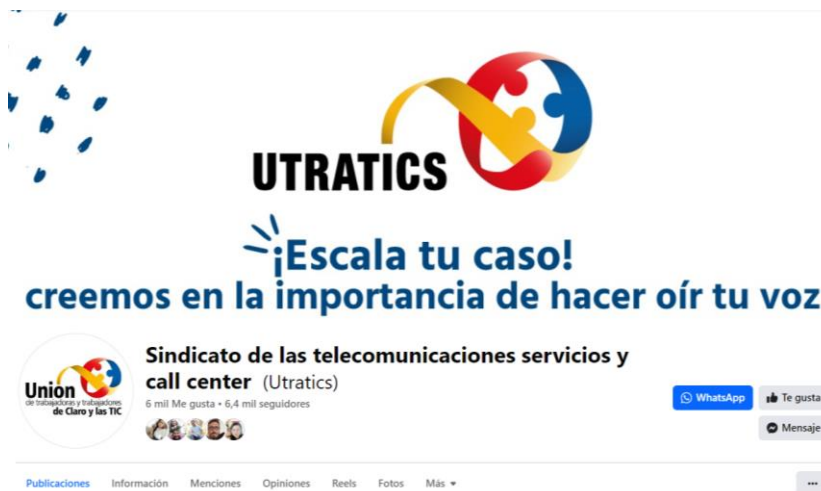 UTRATICS
¡Escala tu caso!
creemos en la importancia de hacer oír tu voz
Union
de trabajadoras y trabajadores
de Claro y las TIC
Sindicato de las telecomunicaciones servicios y
call center (Utratics)
6 mil Me gusta • 6,4 mil seguidores
WhatsApp
Te gusta
Mensaje
Publicaciones Información Menciones Opiniones Reels Fotos Más